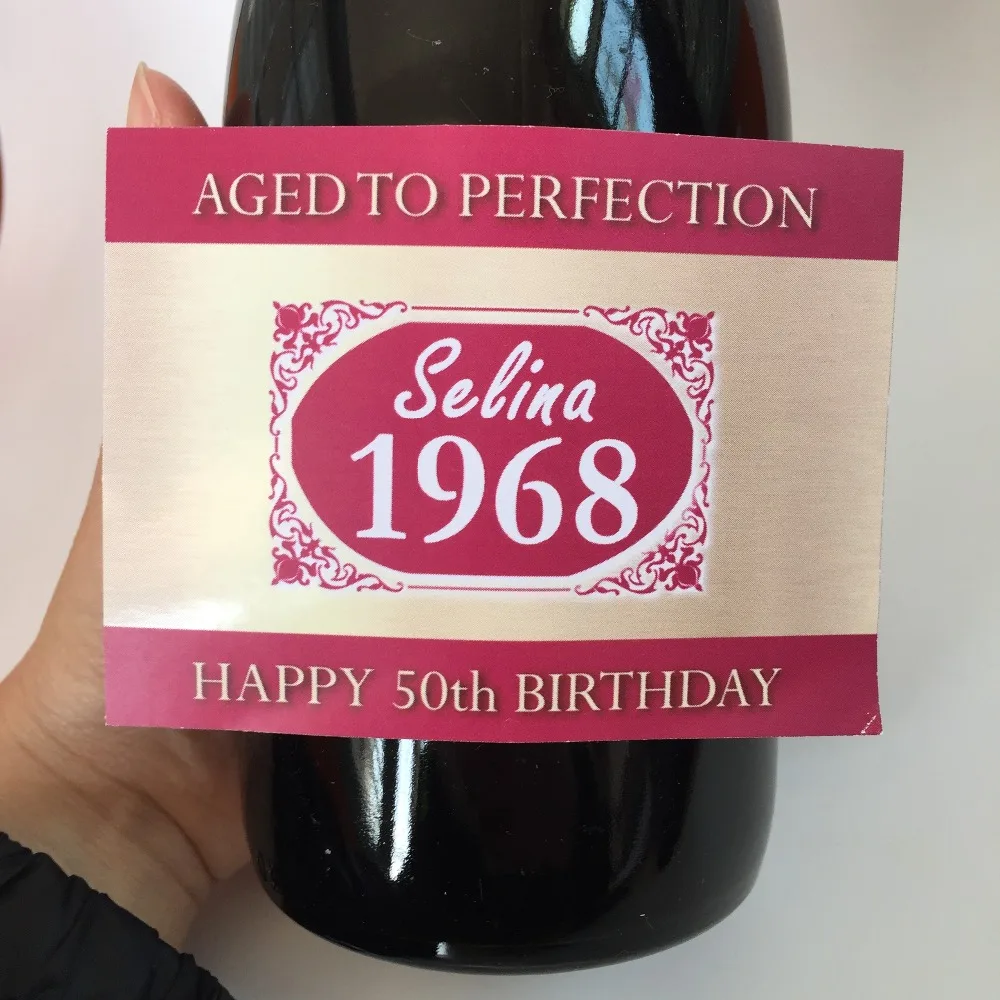 AGED TO PERFECTION
Selina
1968
HAPPY 50th BIRTHDAY